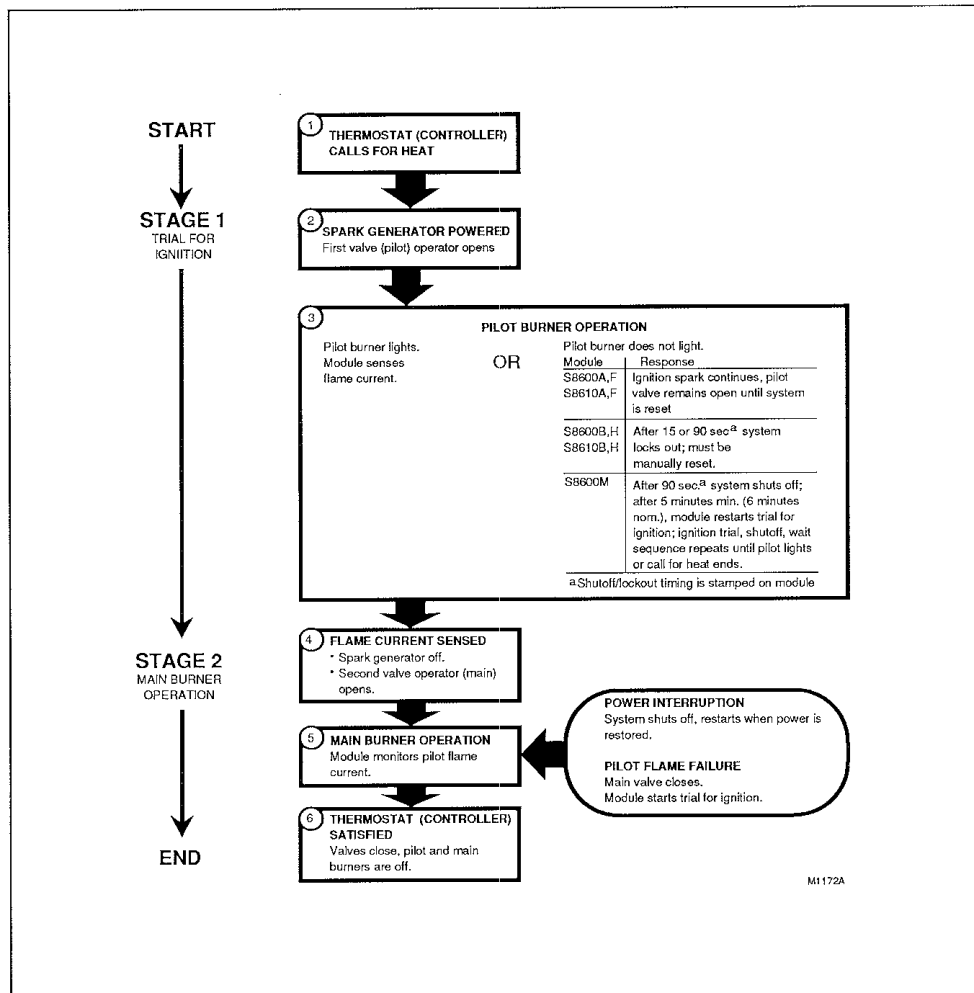 START
STAGE 1
TRIAL FOR
IGNIITION
STAGE 2
MAIN BURNER
OPERATION
END
1
THERMOSTAT (CONTROLLER)
CALLS FOR HEAT
2
SPARK GENERATOR POWERED
First valve (pilot) operator opens
3
PILOT BURNER OPERATION
Pilot burner lights.
Module senses
flame current.
OR
Pilot burner does not light.
Module Response
S8600A,F Ignition spark continues, pilot
S8610A,F valve remains open until system
is reset
S8600B,H After 15 or 90 sec a system
S8610B,H locks out; must be
manually reset.
S8600M After 90 sec.a system shuts off;
after 5 minutes min. (6 minutes
nom.), module restarts trial for
ignition; ignition trial, shutoff, wait
sequence repeats until pilot lights
or call for heat ends.
a Shutoff/lockout timing is stamped on module
4
FLAME CURRENT SENSED
• Spark generator off.
• Second valve operator (main)
opens.
5
MAIN BURNER OPERATION
Module monitors pilot flame
current.
POWER INTERRUPTION
System shuts off, restarts when power is
restored.
PILOT FLAME FAILURE
Main valve closes.
Module starts trial for ignition.
6
THERMOSTAT (CONTROLLER)
SATISFIED
Valves close, pilot and main
burners are off.
M1172A